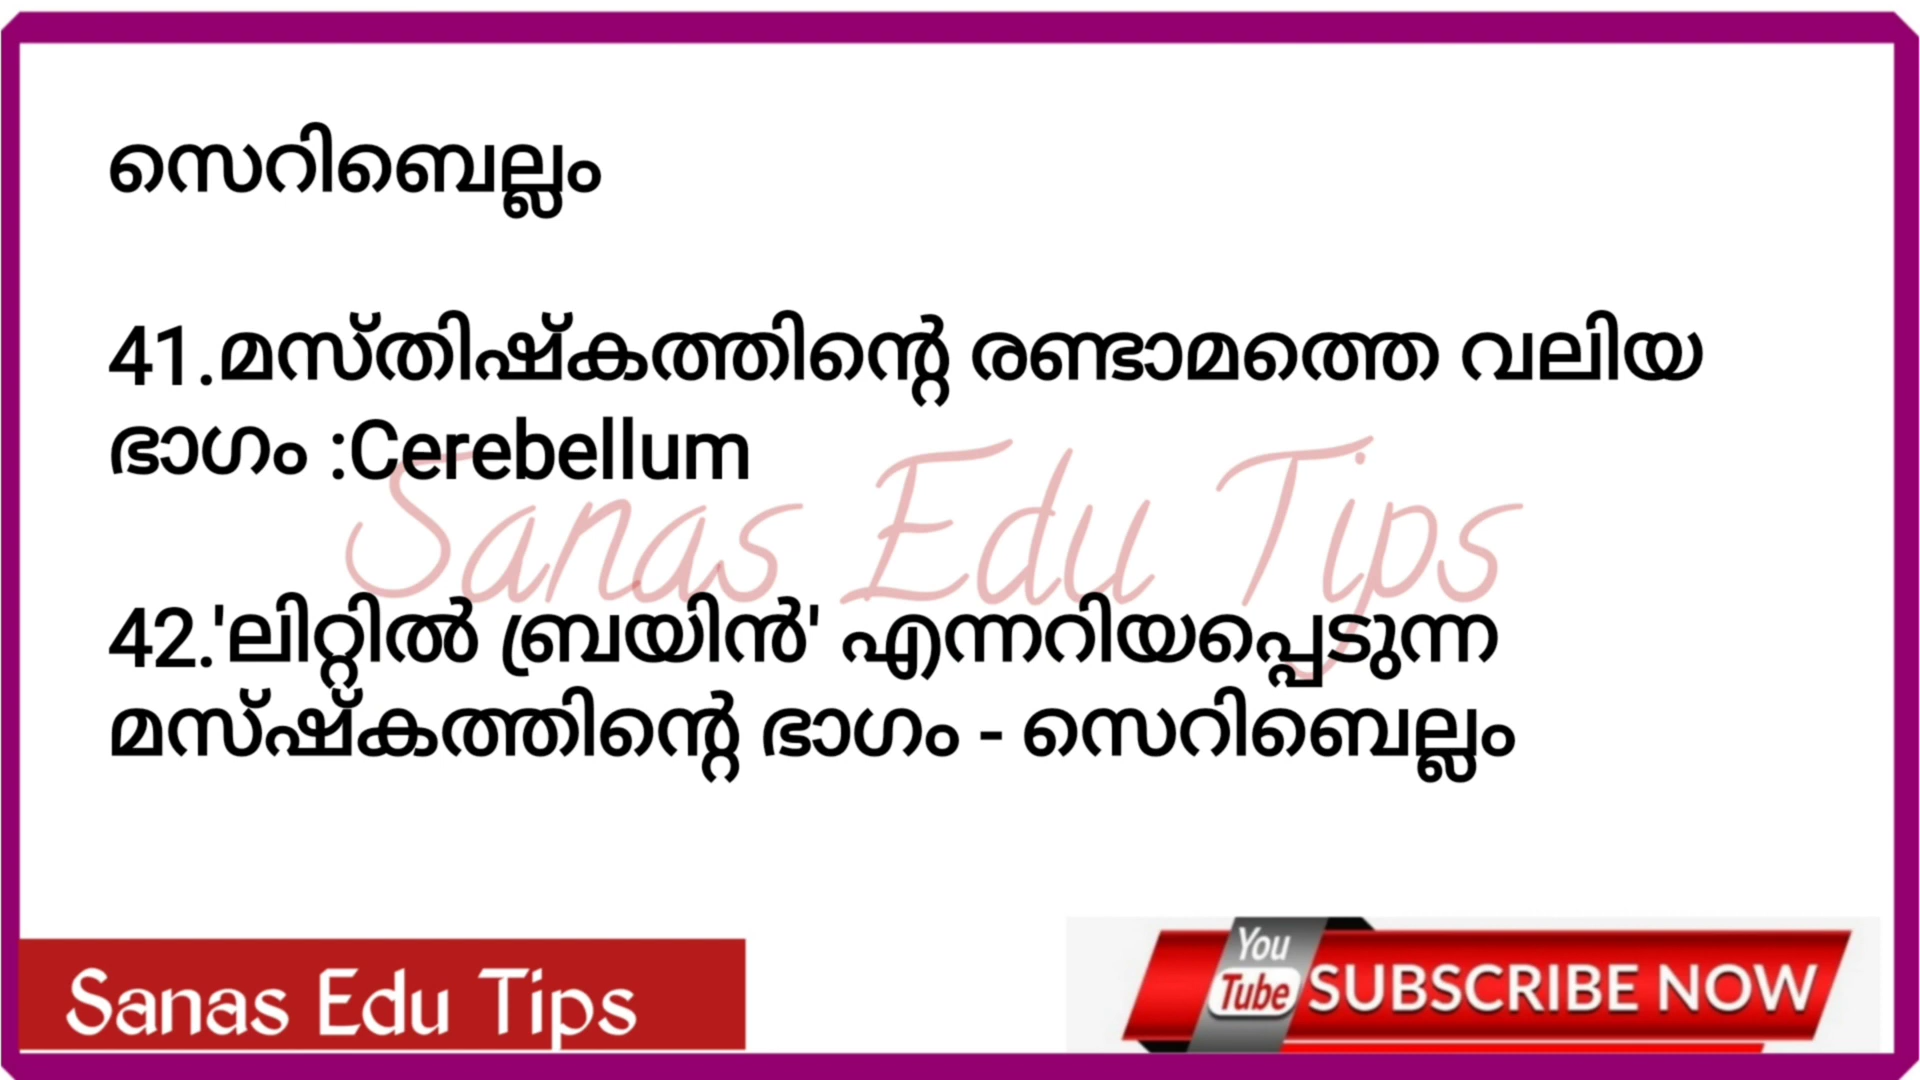 സെറിബെല്ലം
41.മസ്തിഷ്കത്തിന്റെ രണ്ടാമത്തെ വലിയ
ഭാഗം :Cerebellum
Sanas Edu Tips
42.'ലിറ്റിൽ ബ്രയിൻ' എന്നറിയപ്പെടുന്ന
മസ്ഷ്കത്തിന്റെ ഭാഗം - സെറിബെല്ലം
Sanas Edu Tips
You Tube SUBSCRIBE NOW